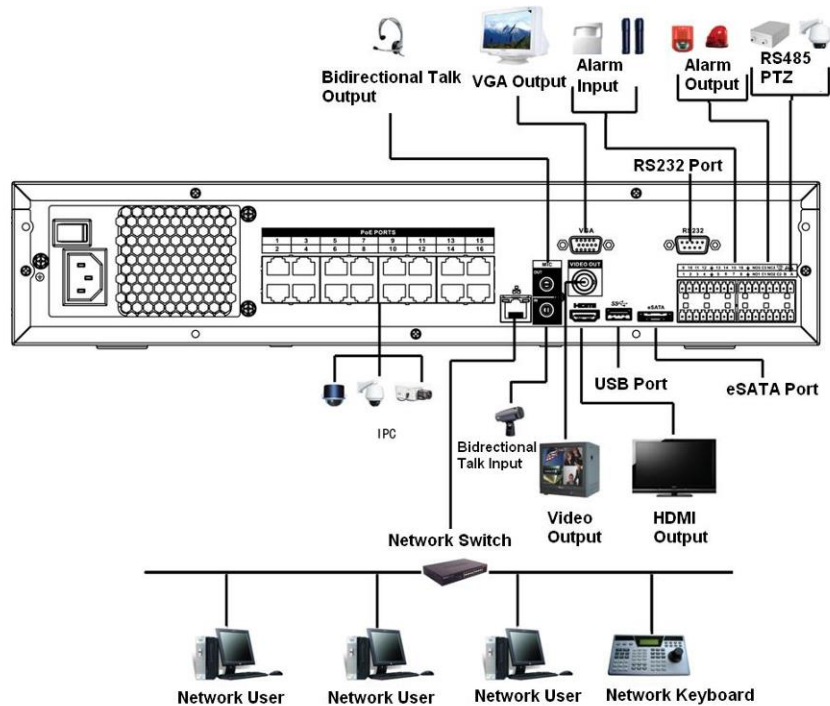 Bidirectional Talk
Output
VGA Output
Alarm
Input
Alarm
Output
RS485
PTZ
RS232 Port
PoE PORTS
1 3 5 7 9 11 13 15
2 4 6 8 10 12 14 16
MIC
OUT
IN
VGA
VIDEO OUT
HDMI
SS
eSATA
RS232
USB Port
eSATA Port
IPC
Bidrectional
Talk Input
Video
Output
HDMI
Output
Network Switch
Network User
Network User
Network User
Network Keyboard